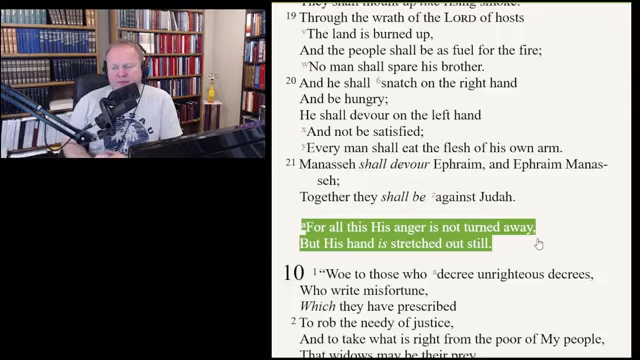 They shall mount up like rising smoke.
19 Through the wrath of the LORD of hosts
v The land is burned up,
And the people shall be as fuel for the fire;
w No man shall spare his brother.
20 And he shall 6 snatch on the right hand
And be hungry;
He shall devour on the left hand
x And not be satisfied;
y Every man shall eat the flesh of his own arm.
21 Manasseh shall devour Ephraim, and Ephraim Manas-
seh;
Together they shall be z against Judah.
a For all this His anger is not turned away,
But His hand is stretched out still.
10 1 “Woe to those who a decree unrighteous decrees,
Who write misfortune,
Which they have prescribed
2 To rob the needy of justice,
And to take what is right from the poor of My people,
That widows may be their prey,